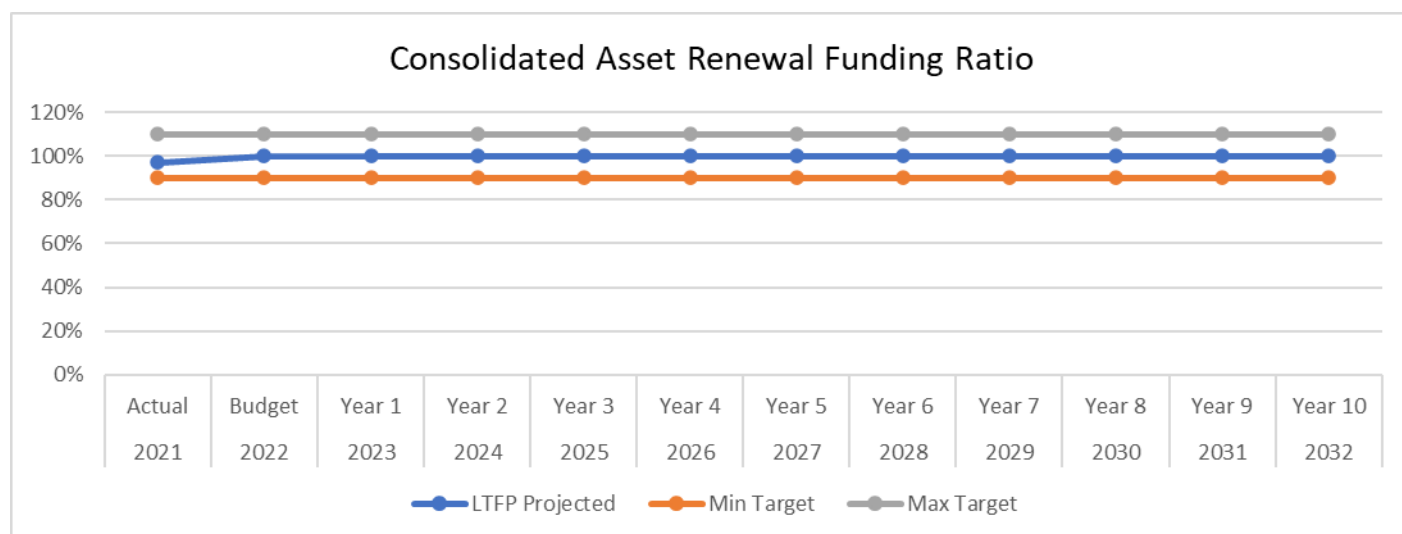 Consolidated Asset Renewal Funding Ratio
120%
100%
80%
60%
40%
20%
0%
Actual Budget Year 1 Year 2 Year 3 Year 4 Year 5 Year 6 Year 7 Year 8 Year 9 Year 10
2021 2022 2023 2024 2025 2026 2027 2028 2029 2030 2031 2032
LTFP Projected Min Target Max Target